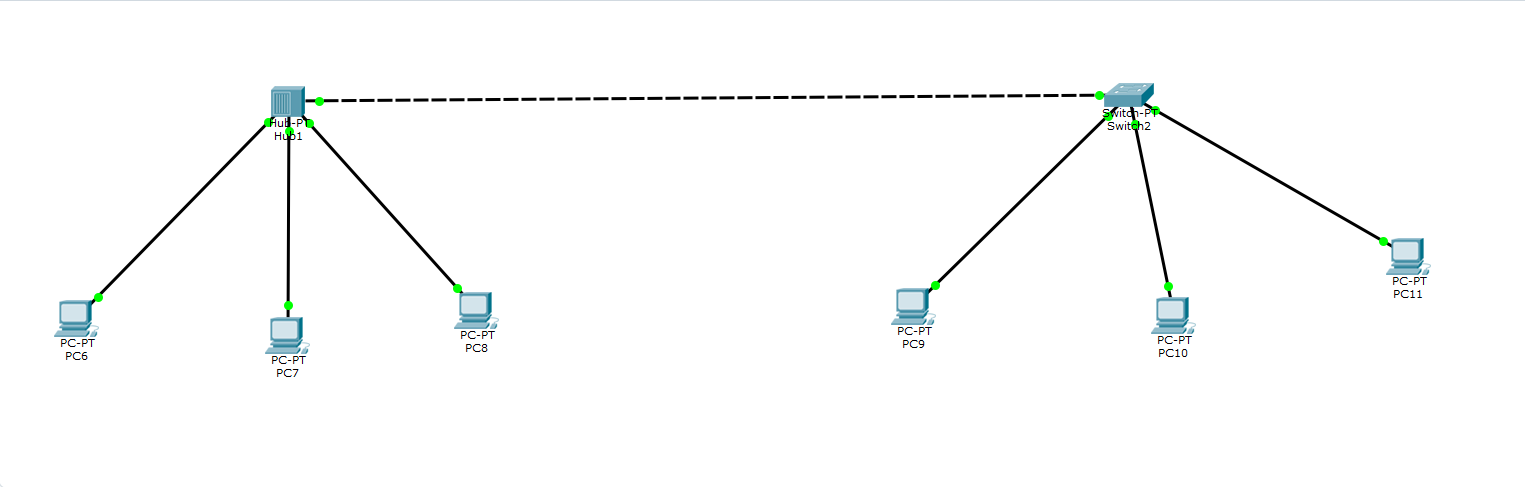 Hub-PT
Hub1
Switch-PT
Switch2
PC-PT
PC6
PC-PT
PC7
PC-PT
PC8
PC-PT
PC9
PC-PT
PC10
PC-PT
PC11